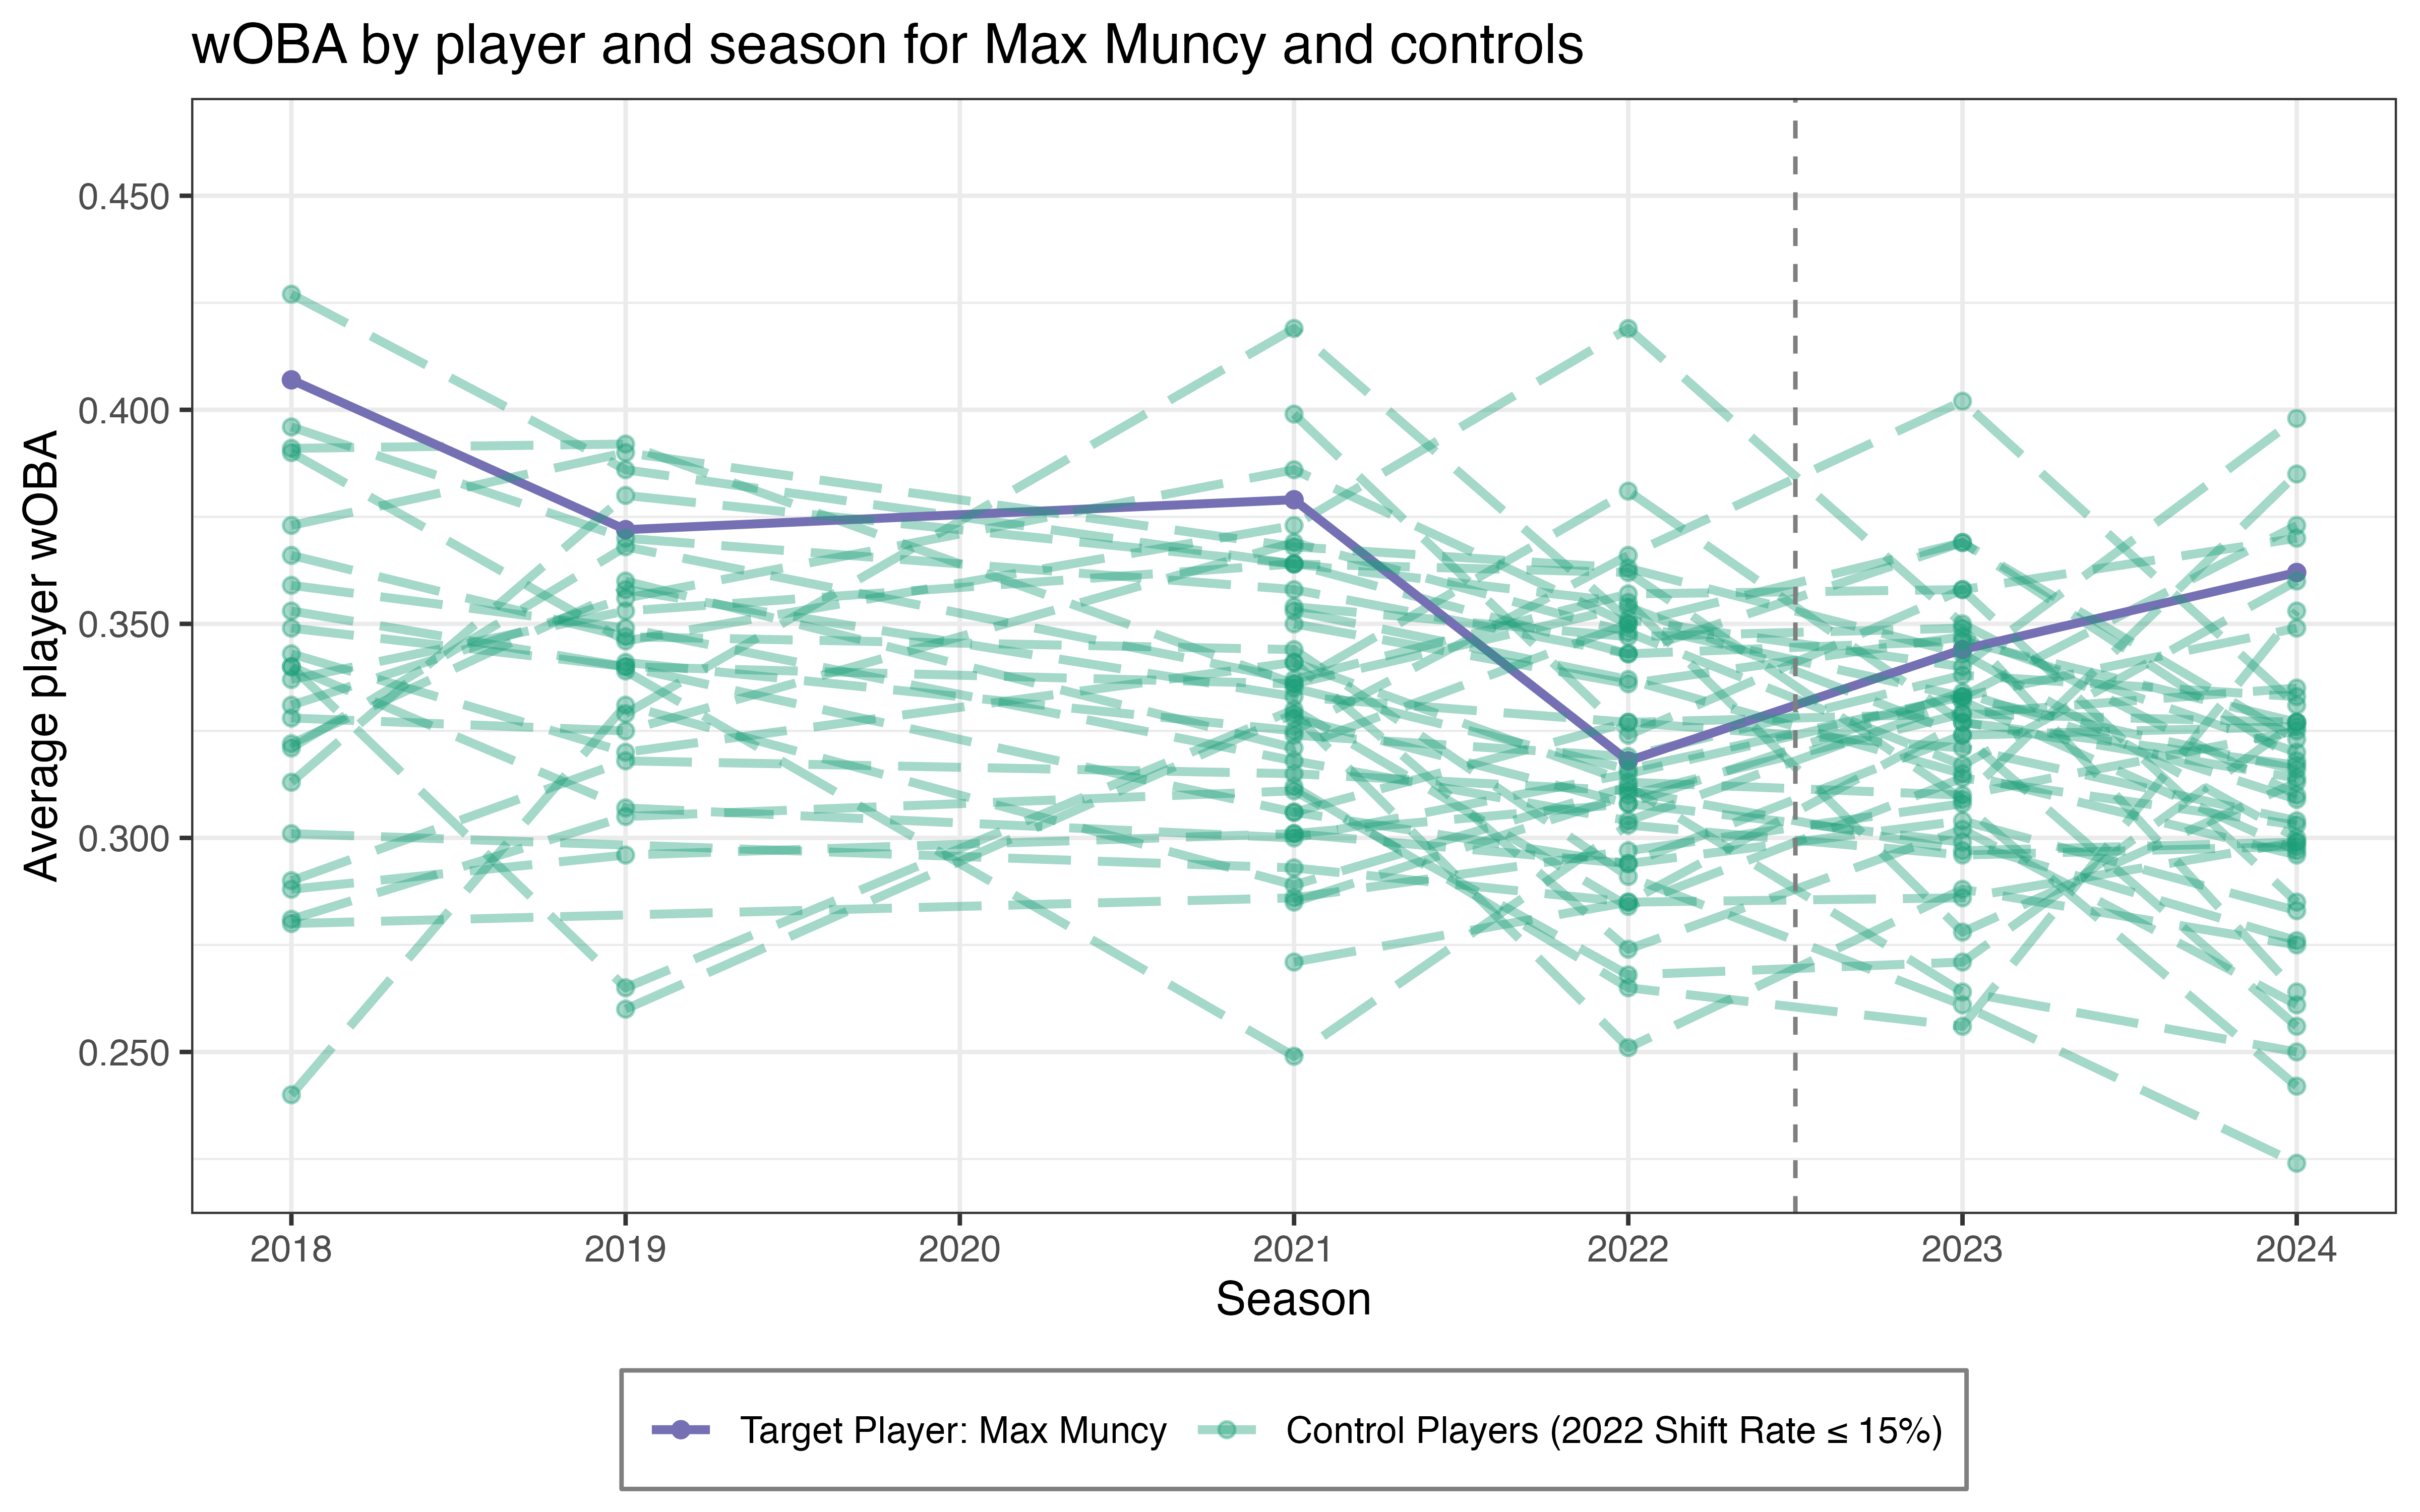 wOBA by player and season for Max Muncy and controls
Average player wOBA
0.450
0.400
0.350
0.300
0.250
2018 2019 2020 2021 2022 2023 2024
Season
Target Player: Max Muncy Control Players (2022 Shift Rate ≤ 15%)